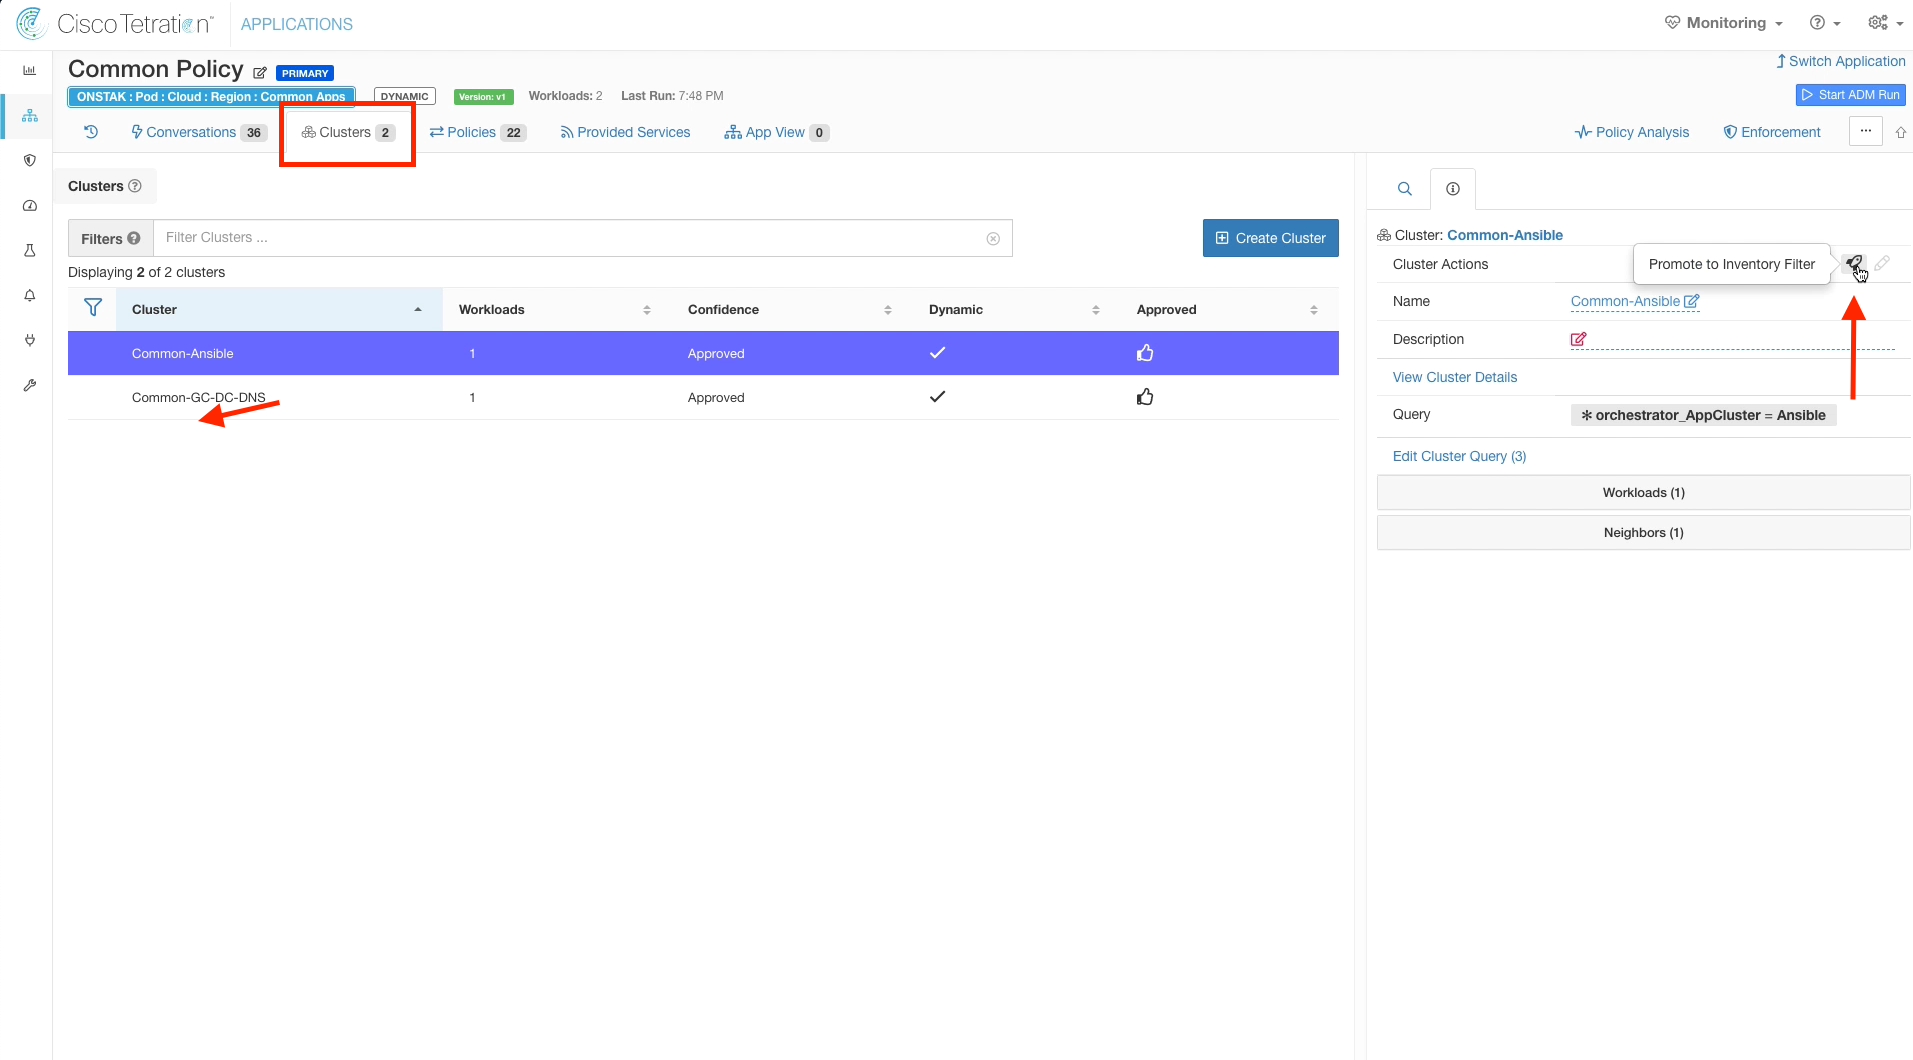 Cisco Tetration™ APPLICATIONS Monitoring
Common Policy PRIMARY Switch Application
ONSTAK : Pod : Cloud : Region : Common Apps DYNAMIC Version: v1 Workloads: 2 Last Run: 7:48 PM Start ADM Run
Conversations 36 Clusters 2 Policies 22 Provided Services App View 0 Policy Analysis Enforcement ...
Clusters
Filters Filter Clusters ... Create Cluster
Displaying 2 of 2 clusters
Cluster Workloads Confidence Dynamic Approved
Common-Ansible 1 Approved
Common-GC-DC-DNS 1 Approved
Cluster: Common-Ansible
Cluster Actions Promote to Inventory Filter
Name Common-Ansible
Description
View Cluster Details
Query * orchestrator_AppCluster = Ansible
Edit Cluster Query (3)
Workloads (1)
Neighbors (1)